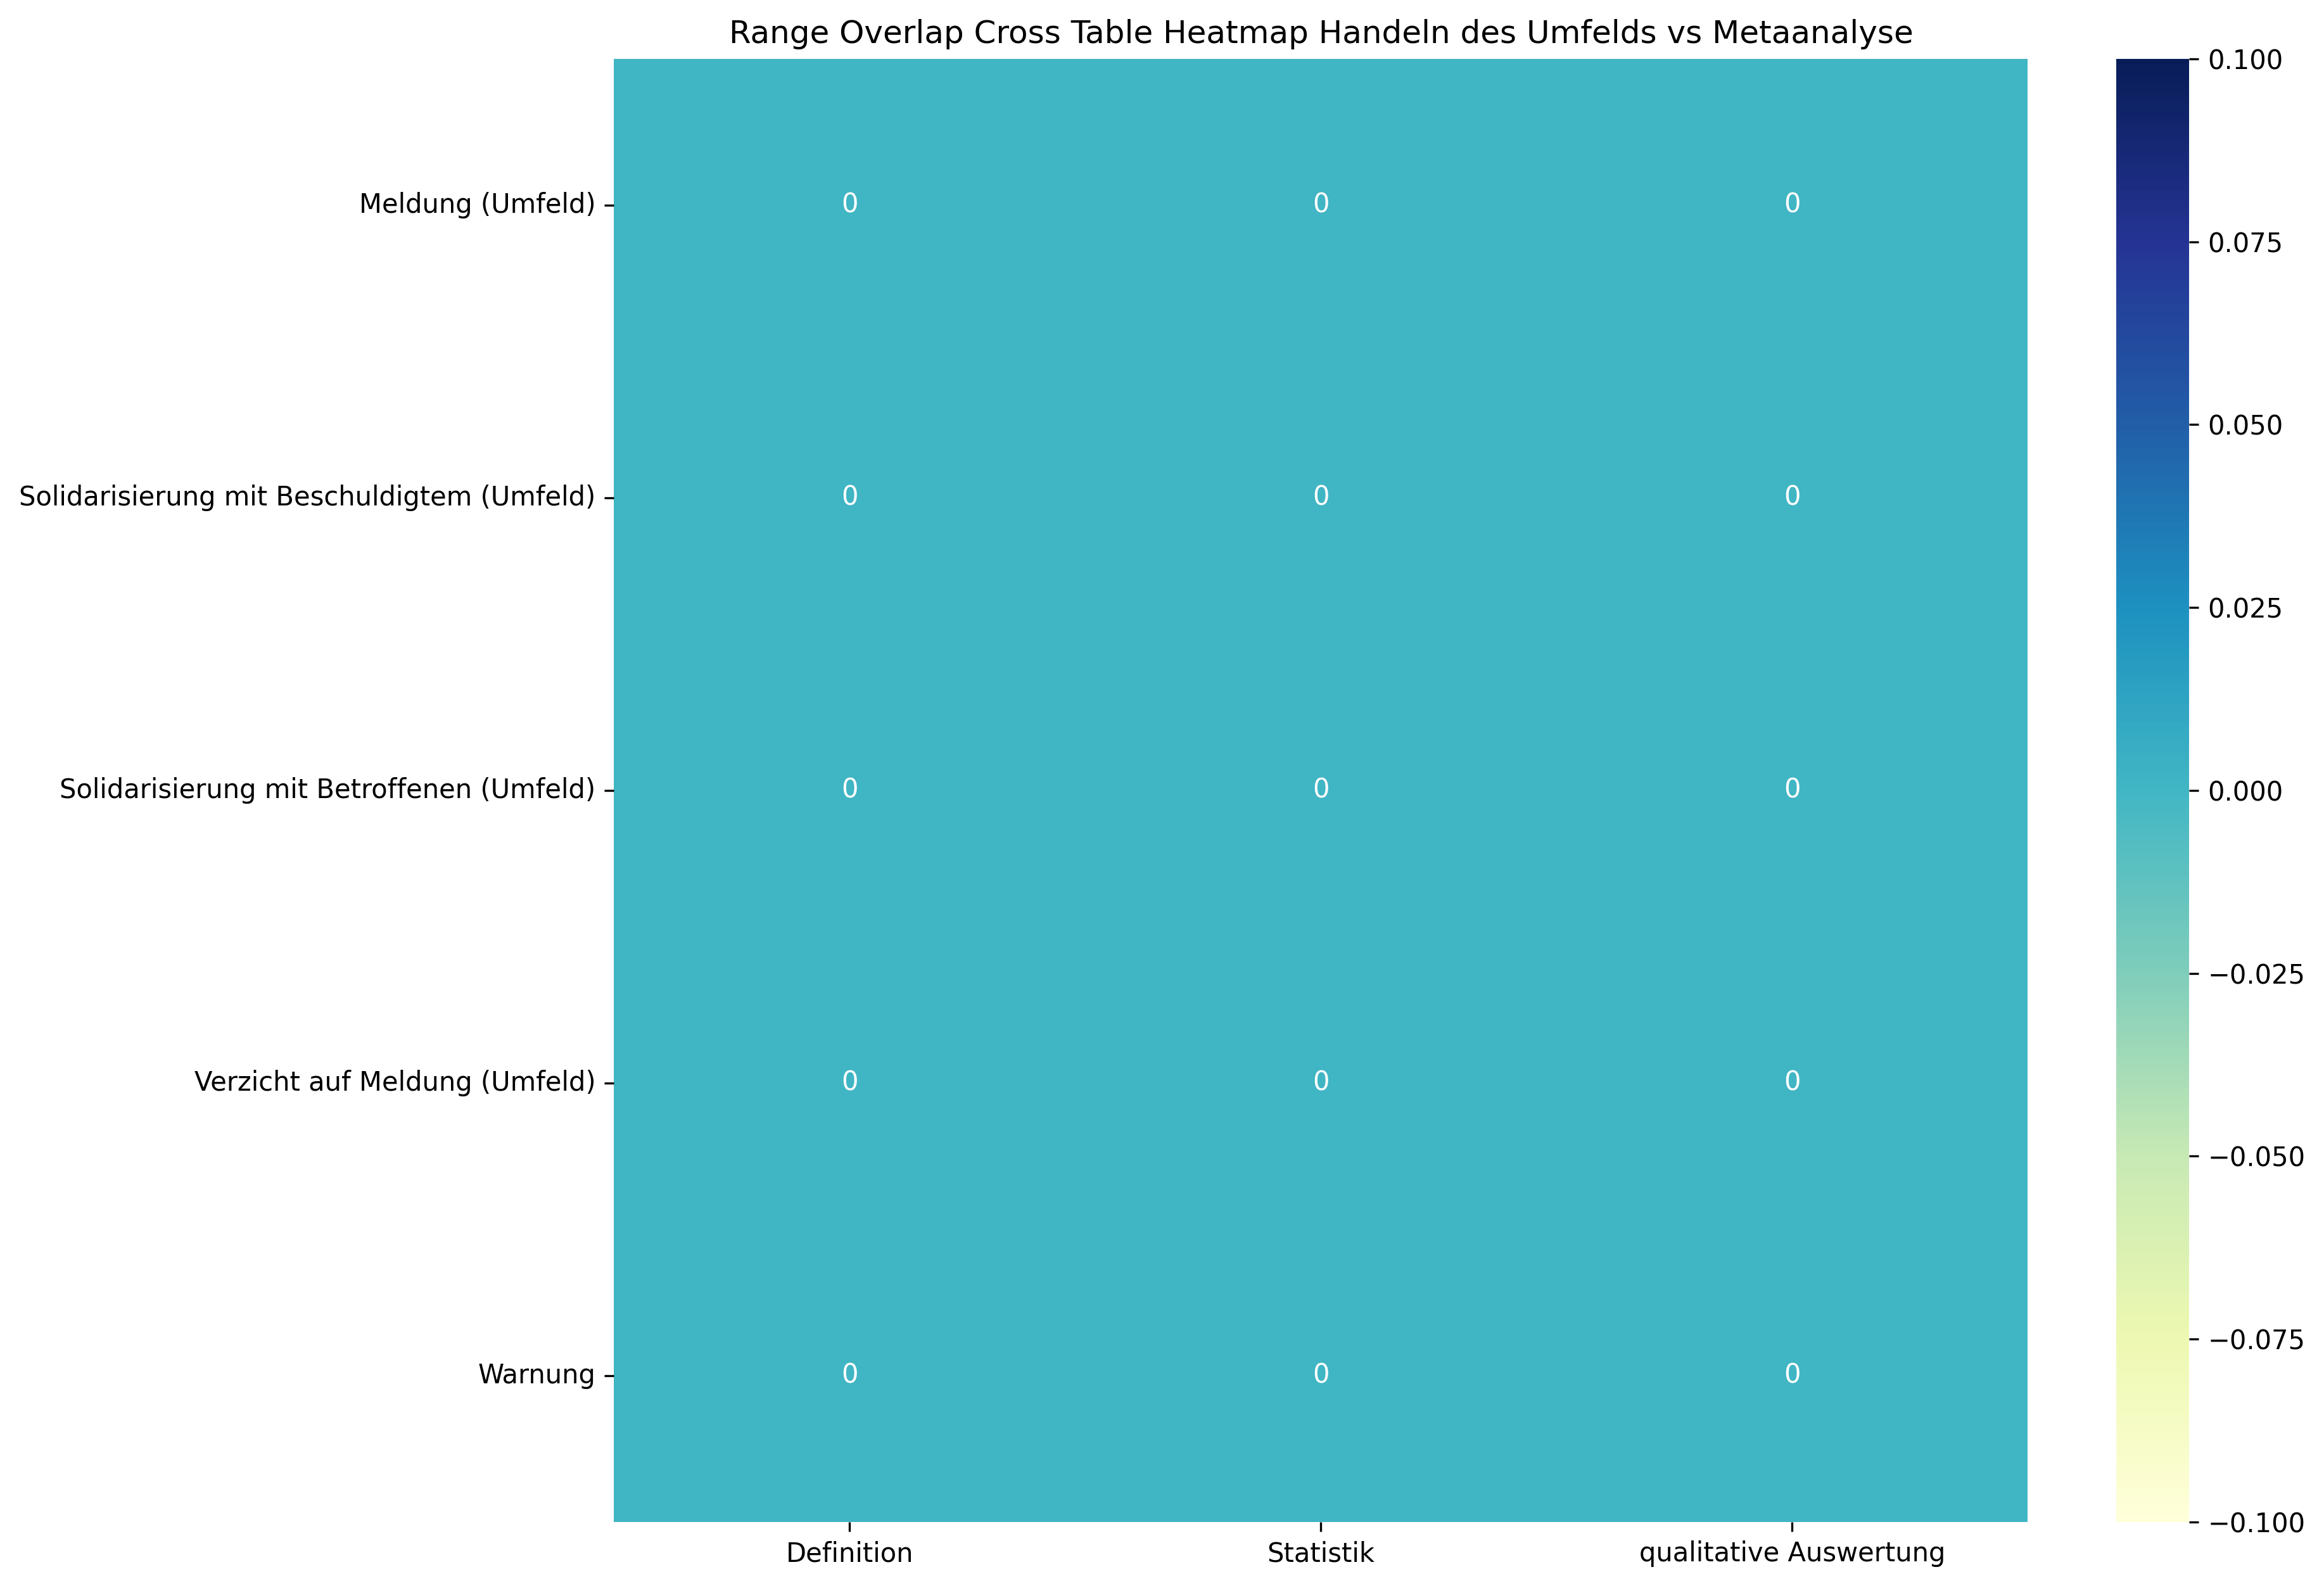 Range Overlap Cross Table Heatmap Handeln des Umfelds vs Metaanalyse
Meldung (Umfeld) 0 0 0
Solidarisierung mit Beschuldigtem (Umfeld) 0 0 0
Solidarisierung mit Betroffenen (Umfeld) 0 0 0
Verzicht auf Meldung (Umfeld) 0 0 0
Warnung 0 0 0
Definition Statistik qualitative Auswertung
0.100
0.075
0.050
0.025
0.000
−0.025
−0.050
−0.075
−0.100